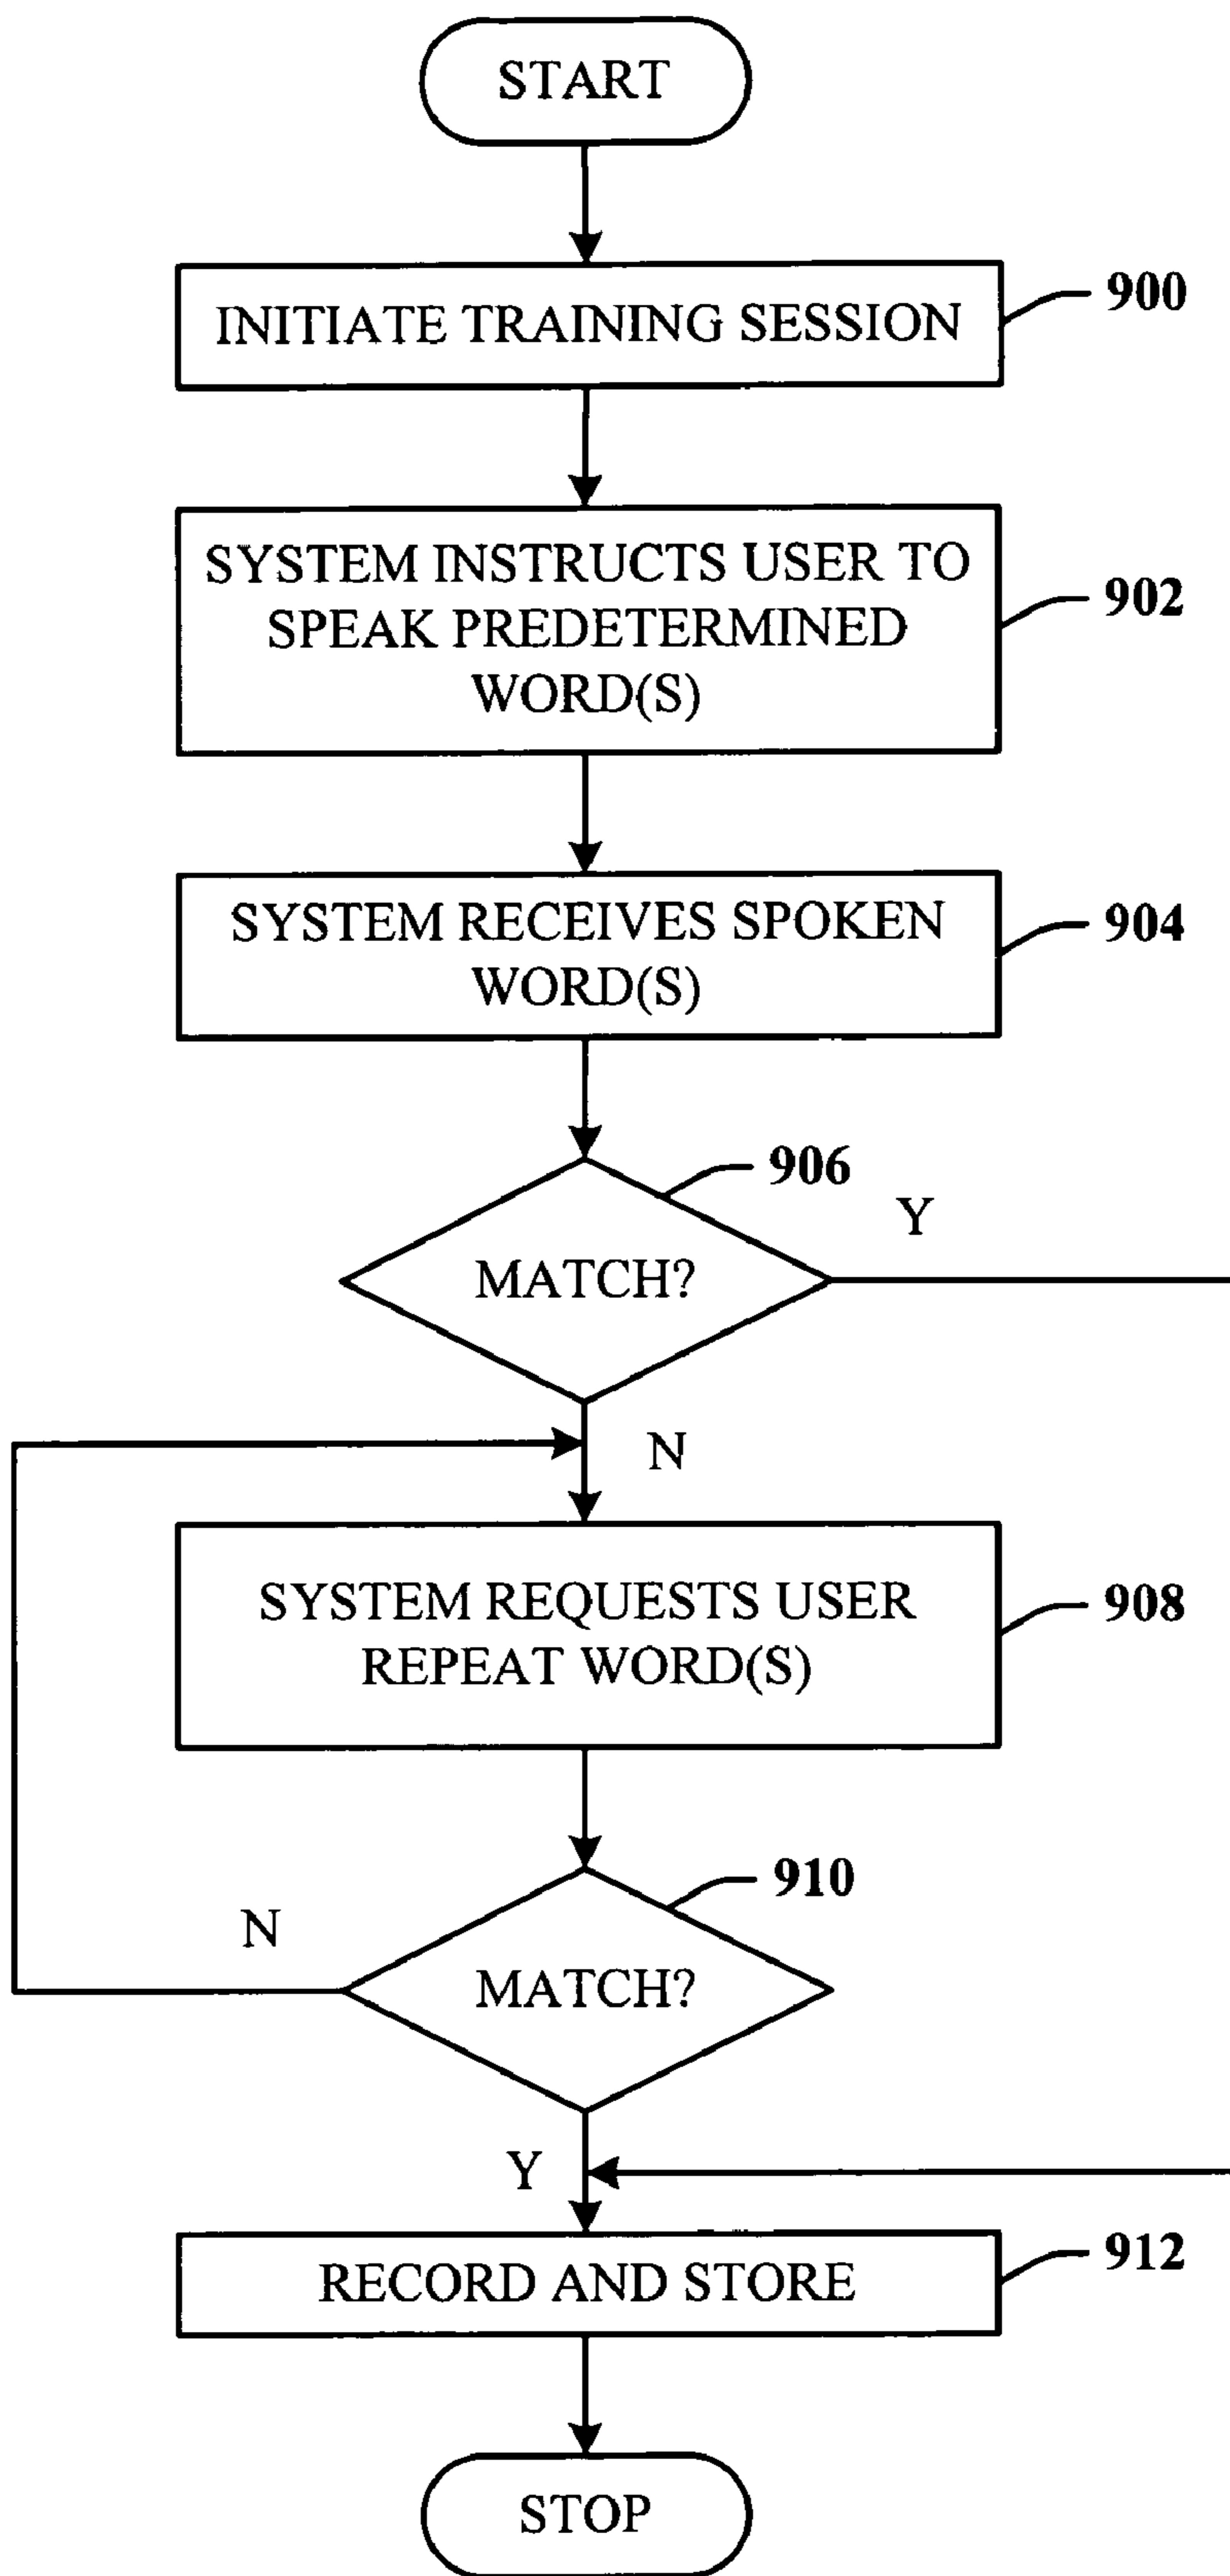 START
INITIATE TRAINING SESSION
900
SYSTEM INSTRUCTS USER TO
SPEAK PREDETERMINED
WORD(S)
902
SYSTEM RECEIVES SPOKEN
WORD(S)
904
906
Y
MATCH?
N
SYSTEM REQUESTS USER
REPEAT WORD(S)
908
910
N
MATCH?
Y
RECORD AND STORE
912
STOP